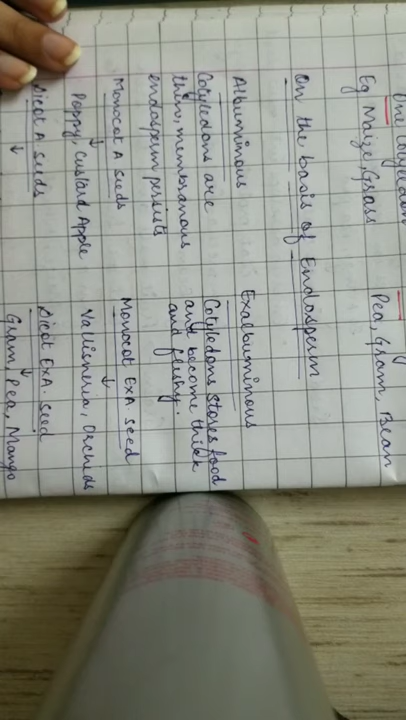 One cotyledon
Eg Maize, Grass
Pea, Gram, Bean
On the basis of Endosperm
Albuminous
Cotyledons are
thin, membranous
endosperm persists
Monocot A seeds
Poppy, Custard Apple
Dicot A. seeds
Exalbuminous
Cotyledons stores food
and become thick
and fleshy.
Monocot ExA. seed
Vallisneria, Orchids
Dicot ExA. seed
Gram, Pea, Mango